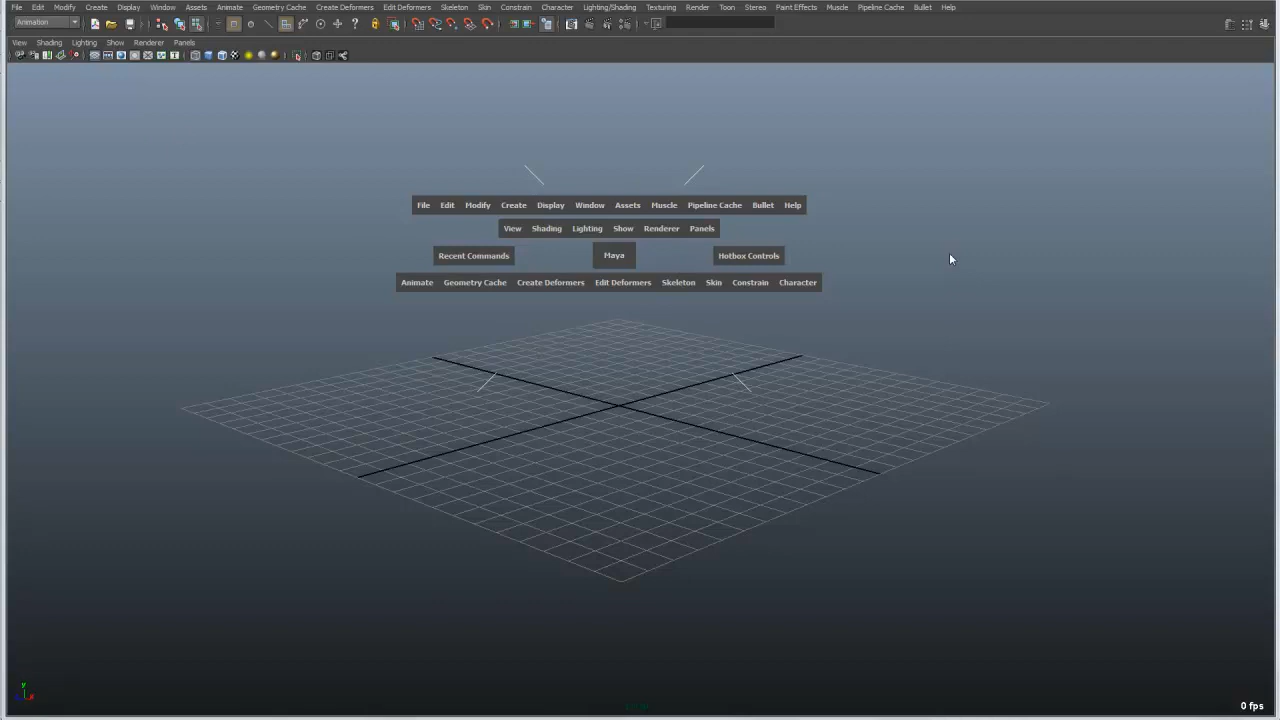 File Edit Modify Create Display Window Assets Animate Geometry Cache Create Deformers Edit Deformers Skeleton Skin Constrain Character Lighting/Shading Texturing Render Toon Stereo Paint Effects Muscle Pipeline Cache Bullet Help
Animation
View Shading Lighting Show Renderer Panels
File Edit Modify Create Display Window Assets Muscle Pipeline Cache Bullet Help
View Shading Lighting Show Renderer Panels
Recent Commands Maya Hotbox Controls
Animate Geometry Cache Create Deformers Edit Deformers Skeleton Skin Constrain Character
y
x
0 fps